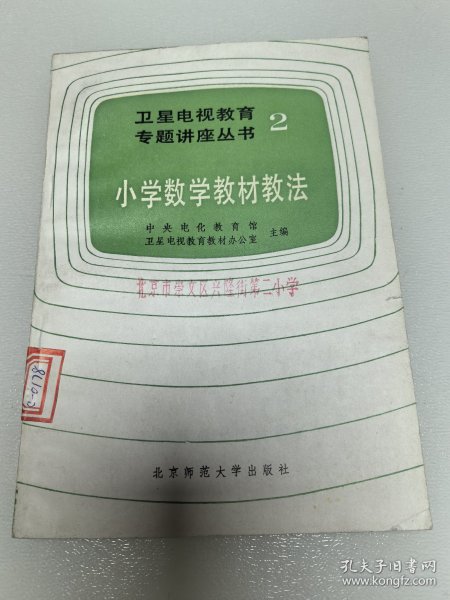 卫星电视教育
专题讲座丛书 2
小学数学教材教法
中央电化教育馆
卫星电视教育教材办公室 主编
北京市崇文区兴隆街第二小学
北京师范大学出版社
孔夫子旧书网
www.kongfz.com